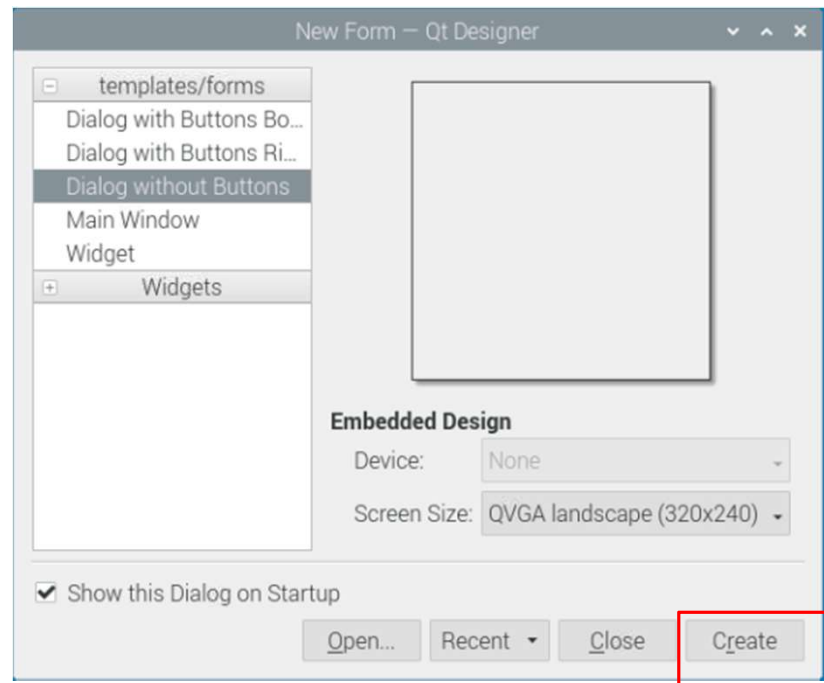 New Form — Qt Designer
templates/forms
Dialog with Buttons Bo...
Dialog with Buttons Ri...
Dialog without Buttons
Main Window
Widget
Widgets
Embedded Design
Device: None
Screen Size: QVGA landscape (320x240)
Show this Dialog on Startup
Open... Recent Close Create